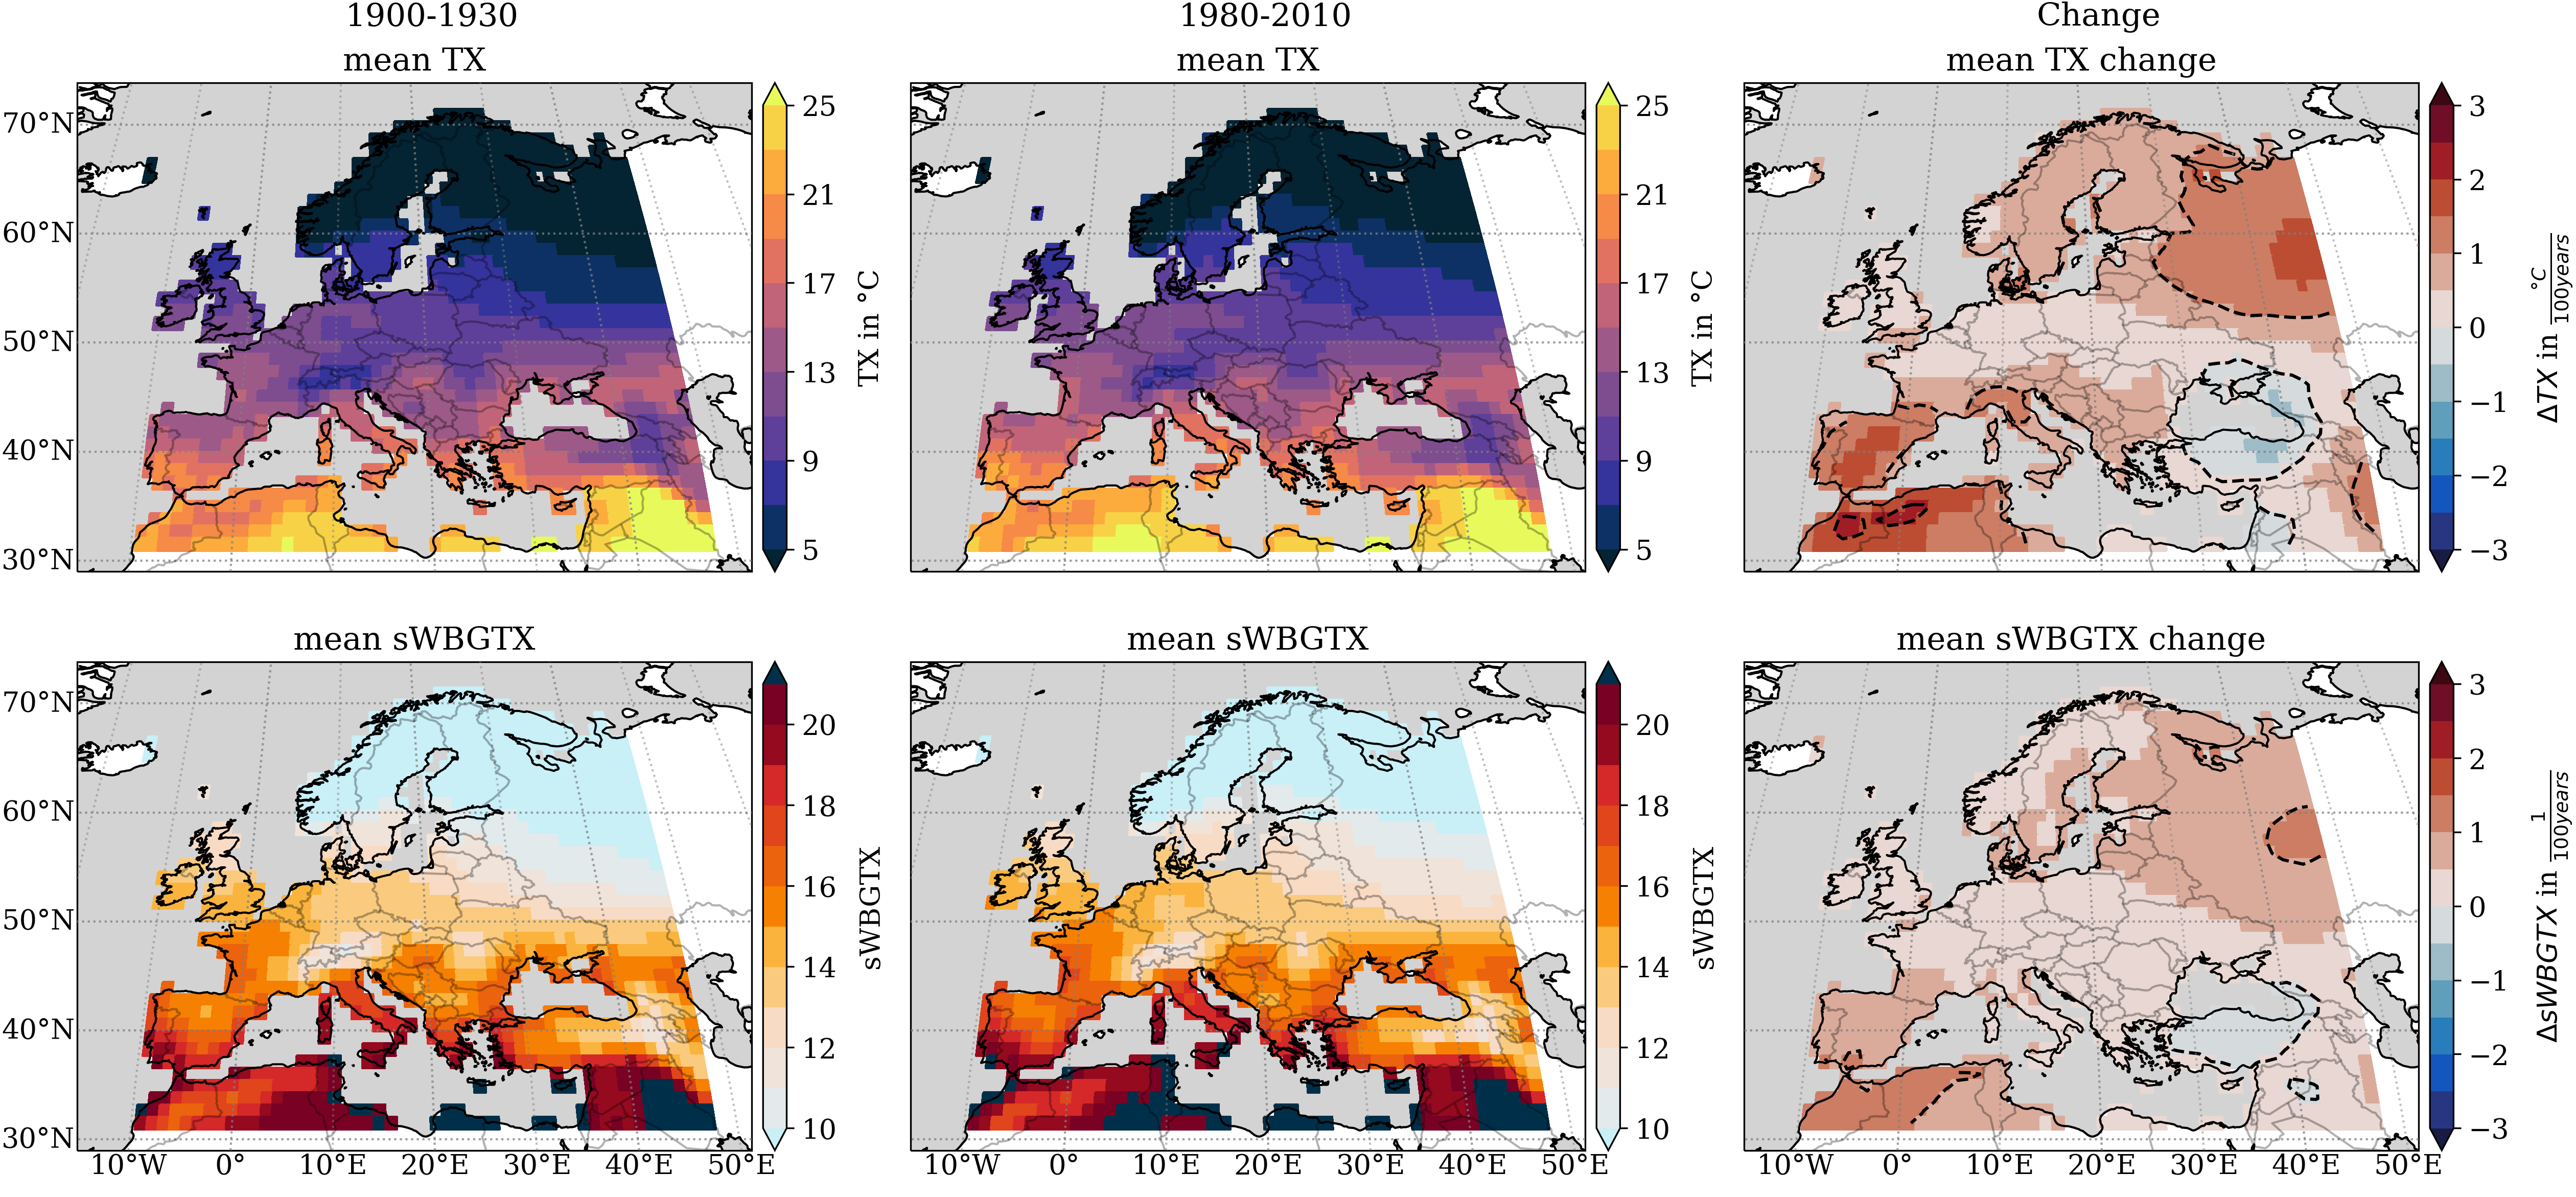 1900-1930
1980-2010
Change
mean TX
mean TX
mean TX change
70°N
60°N
50°N
40°N
30°N
25
21
17
13
9
5
TX in °C
25
21
17
13
9
5
TX in °C
3
2
1
0
−1
−2
−3
ΔTX in °C/100years
mean sWBGTX
mean sWBGTX
mean sWBGTX change
70°N
60°N
50°N
40°N
30°N
20
18
16
14
12
10
sWBGTX
20
18
16
14
12
10
sWBGTX
3
2
1
0
−1
−2
−3
ΔsWBGTX in 1/100years
10°W 0° 10°E 20°E 30°E 40°E 50°E
10°W 0° 10°E 20°E 30°E 40°E 50°E
10°W 0° 10°E 20°E 30°E 40°E 50°E